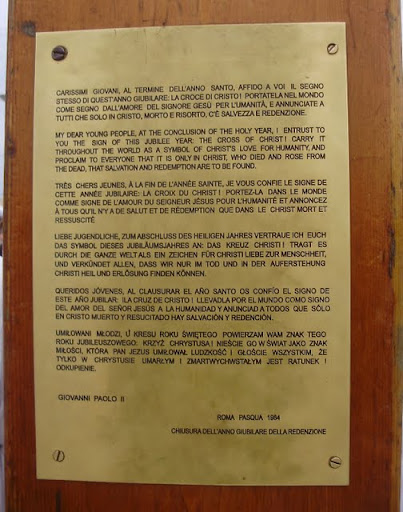 CARISSIMI GIOVANI, AL TERMINE DELL'ANNO SANTO, AFFIDO A VOI IL SEGNO
STESSO DI QUEST'ANNO GIUBILARE: LA CROCE DI CRISTO! PORTATELA NEL MONDO
COME SEGNO DALL'AMORE DEL SIGNORE GESÙ PER L'UMANITÀ, E ANNUNCIATE A
TUTTI CHE SOLO IN CRISTO, MORTO E RISORTO, C'È SALVEZZA E REDENZIONE.
MY DEAR YOUNG PEOPLE, AT THE CONCLUSION OF THE HOLY YEAR, I ENTRUST TO
YOU THE SIGN OF THIS JUBILEE YEAR: THE CROSS OF CHRIST! CARRY IT
THROUGHOUT THE WORLD AS A SYMBOL OF CHRIST'S LOVE FOR HUMANITY, AND
PROCLAIM TO EVERYONE THAT IT IS ONLY IN CHRIST, WHO DIED AND ROSE FROM
THE DEAD, THAT SALVATION AND REDEMPTION ARE TO BE FOUND.
TRÈS CHERS JEUNES, À LA FIN DE L'ANNÉE SAINTE, JE VOUS CONFIE LE SIGNE DE
CETTE ANNÉE JUBILAIRE: LA CROIX DU CHRIST! PORTEZ-LA DANS LE MONDE
COMME SIGNE DE L'AMOUR DU SEIGNEUR JÉSUS POUR L'HUMANITÉ ET ANNONCEZ
À TOUS QU'IL N'Y A DE SALUT ET DE RÉDEMPTION QUE DANS LE CHRIST MORT ET
RESSUSCITÉ
LIEBE JUGENDLICHE, ZUM ABSCHLUSS DES HEILIGEN JAHRES VERTRAUE ICH EUCH
DAS SYMBOL DIESES JUBILÄUMSJAHRES AN: DAS KREUZ CHRISTI! TRAGT ES
DURCH DIE GANZE WELT ALS EIN ZEICHEN FÜR CHRISTI LIEBE ZUR MENSCHHEIT,
UND VERKÜNDET ALLEN, DASS WIR NUR IM TOD UND IN DER AUFERSTEHUNG
CHRISTI HEIL UND ERLÖSUNG FINDEN KÖNNEN.
QUERIDOS JÓVENES, AL CLAUSURAR EL AÑO SANTO OS CONFÍO EL SIGNO DE
ESTE AÑO JUBILAR: ¡LA CRUZ DE CRISTO! LLEVADLA POR EL MUNDO COMO SIGNO
DEL AMOR DEL SEÑOR JESÚS A LA HUMANIDAD Y ANUNCIAD A TODOS QUE SÓLO
EN CRISTO MUERTO Y RESUCITADO HAY SALVACIÓN Y REDENCIÓN.
UMIŁOWANI MŁODZI, U KRESU ROKU ŚWIĘTEGO POWIERZAM WAM ZNAK TEGO
ROKU JUBILEUSZOWEGO: KRZYŻ CHRYSTUSA! NIEŚCIE GO W ŚWIAT JAKO ZNAK
MIŁOŚCI, KTÓRĄ PAN JEZUS UMIŁOWAŁ LUDZKOŚĆ I GŁOŚCIE WSZYSTKIM, ŻE
TYLKO W CHRYSTUSIE UMARŁYM I ZMARTWYCHWSTAŁYM JEST RATUNEK I
ODKUPIENIE.
GIOVANNI PAOLO II
ROMA PASQUA 1984
CHIUSURA DELL'ANNO GIUBILARE DELLA REDENZIONE